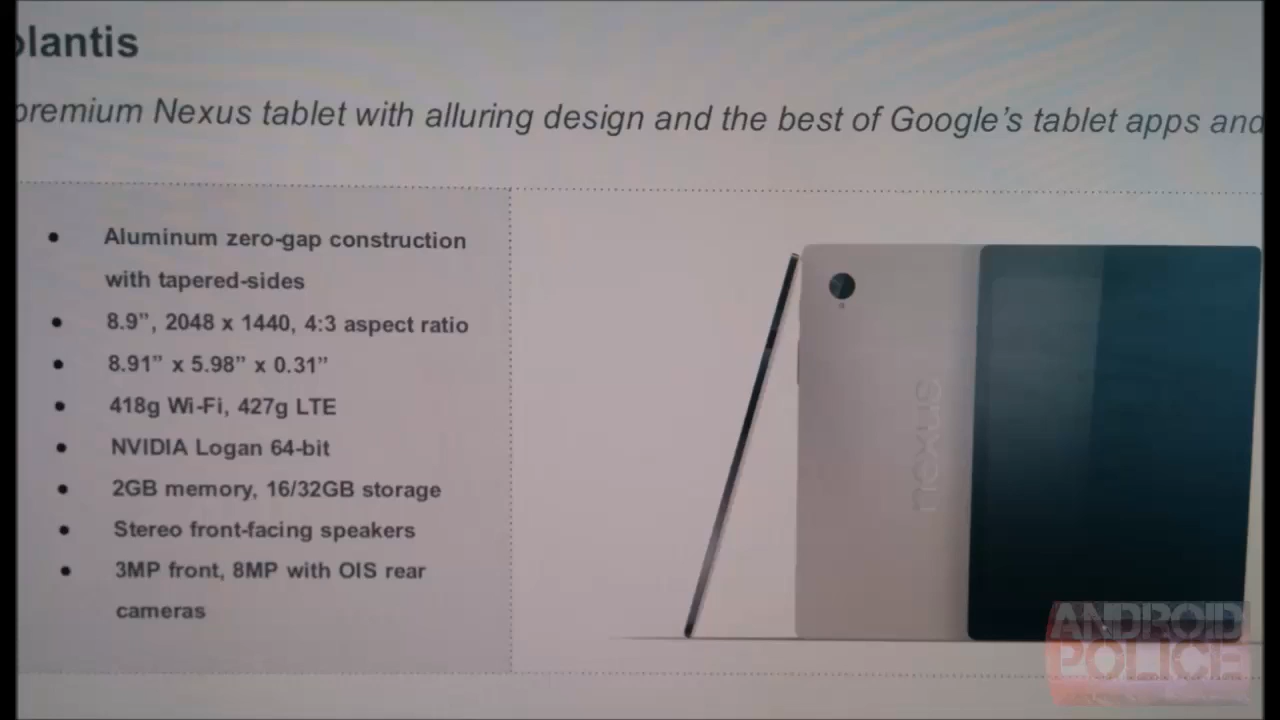 olantis
premium Nexus tablet with alluring design and the best of Google's tablet apps and
• Aluminum zero-gap construction
with tapered-sides
• 8.9”, 2048 x 1440, 4:3 aspect ratio
• 8.91” x 5.98” x 0.31”
• 418g Wi-Fi, 427g LTE
• NVIDIA Logan 64-bit
• 2GB memory, 16/32GB storage
• Stereo front-facing speakers
• 3MP front, 8MP with OIS rear
cameras
nexus
ANDROID
POLICE